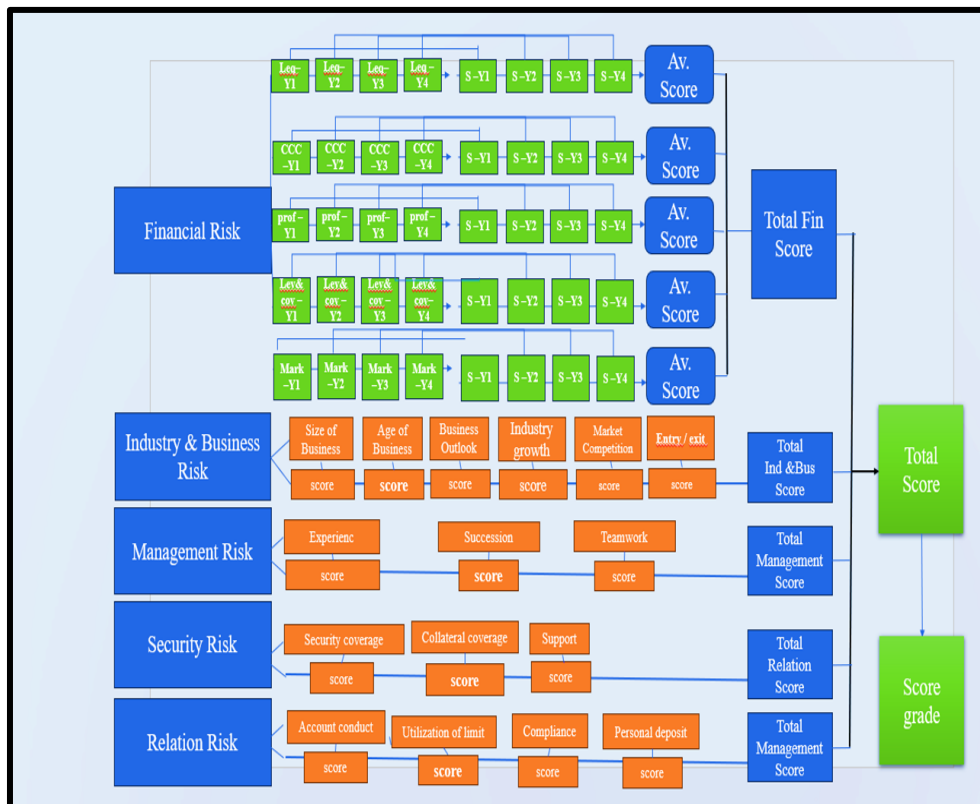 Leq–
Y1
Leq–
Y2
Leq–
Y3
Leq –
Y4
S –Y1
S –Y2
S –Y3
S –Y4
Av.
Score
CCC
–Y1
CCC
–Y2
CCC
–Y3
CCC
–Y4
S –Y1
S –Y2
S –Y3
S –Y4
Av.
Score
Financial Risk
prof –
Y1
prof –
Y2
prof–
Y3
prof –
Y4
S –Y1
S –Y2
S –Y3
S –Y4
Av.
Score
Total Fin
Score
Lev&
cov –
Y1
Lev&
cov –
Y2
Lev&
cov–
Y3
Lev&
cov–
Y4
S –Y1
S –Y2
S –Y3
S –Y4
Av.
Score
Mark
–Y1
Mark
–Y2
Mark
–Y3
Mark
–Y4
S –Y1
S –Y2
S –Y3
S –Y4
Av.
Score
Industry & Business
Risk
Size of
Business
Age of
Business
Business
Outlook
Industry
growth
Market
Competition
Entry / exit
score
score
score
score
score
score
Total
Ind &Bus
Score
Total
Score
Management Risk
Experienc
Succession
Teamwork
score
score
score
Total
Management
Score
Security Risk
Security coverage
Collateral coverage
Support
score
score
score
Total
Relation
Score
Score
grade
Relation Risk
Account conduct
Utilization of limit
Compliance
Personal deposit
score
score
score
score
Total
Management
Score